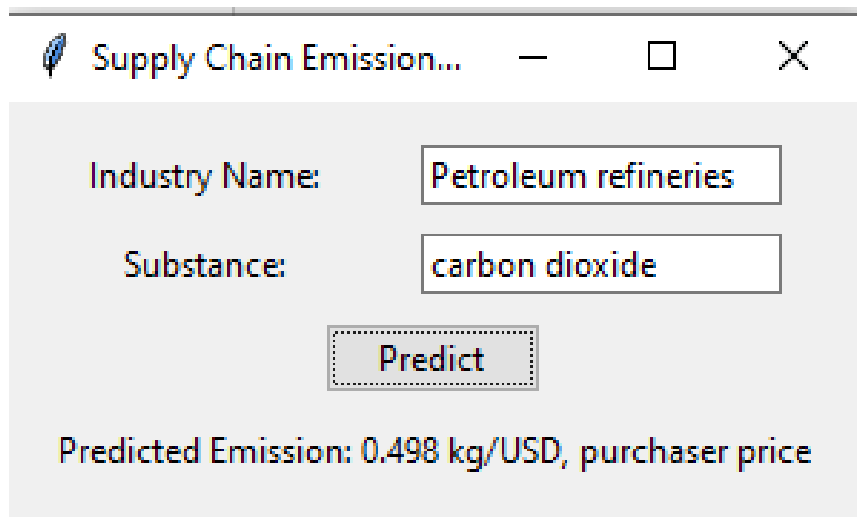 Supply Chain Emission...
Industry Name: Petroleum refineries
Substance: carbon dioxide
Predict
Predicted Emission: 0.498 kg/USD, purchaser price